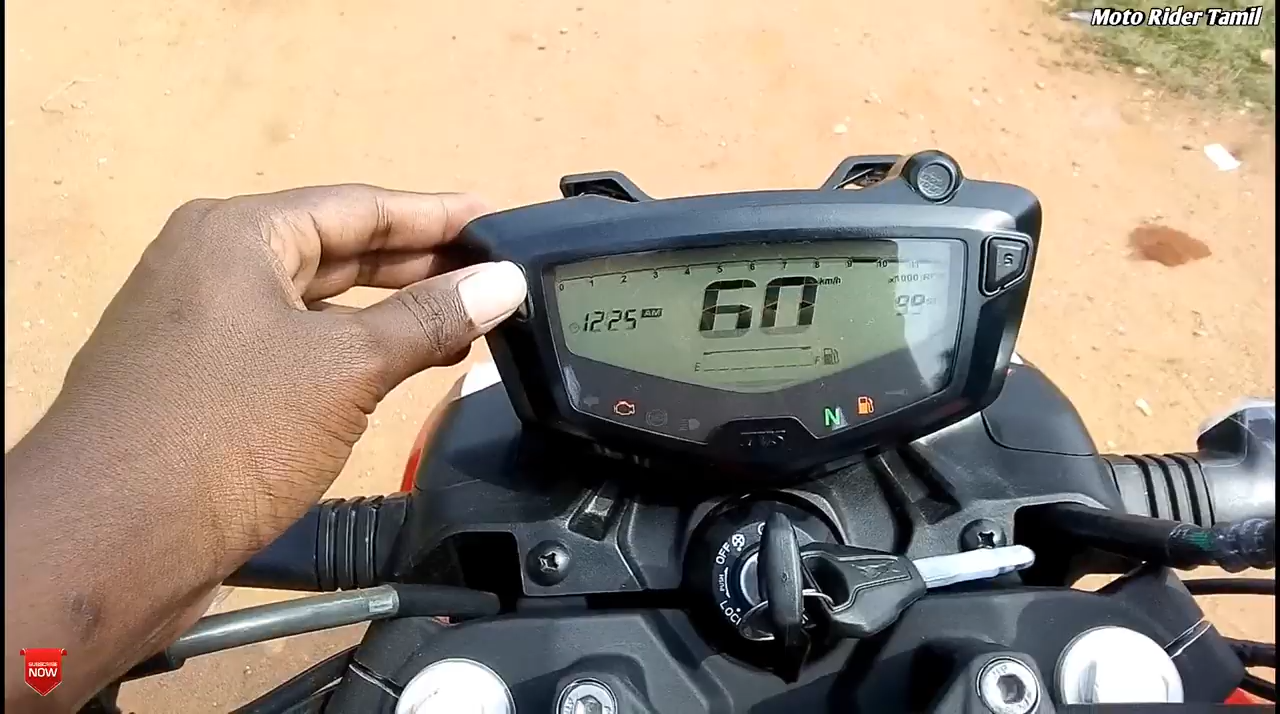 Moto Rider Tamil
0 1 2 3 4 5 6 7 8 9 10 11
x1000 RPM
60 km/h
12:25 AM
99
E F
N
TVS
S
OFF
PUSH
LOCK
SUBSCRIBE
NOW